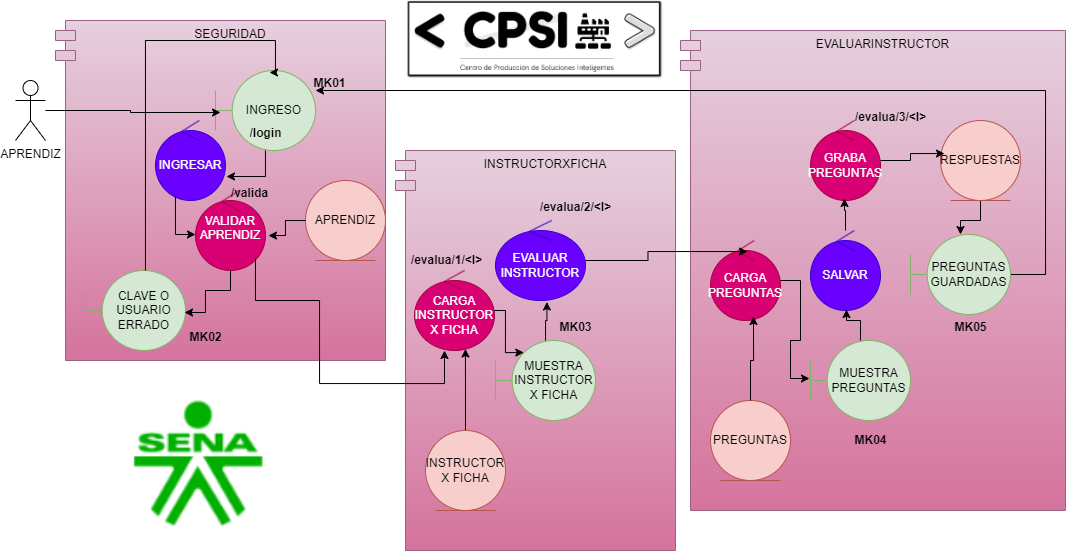 SEGURIDAD
MK01
INGRESO
/login
APRENDIZ
INGRESAR
/valida
VALIDAR
APRENDIZ
APRENDIZ
CLAVE O
USUARIO
ERRADO
MK02
SENA
< CPSI >
Centro de Producción de Soluciones Inteligentes
INSTRUCTORXFICHA
/evalua/2/<I>
EVALUAR
INSTRUCTOR
/evalua/1/<I>
CARGA
INSTRUCTOR
X FICHA
MK03
MUESTRA
INSTRUCTOR
X FICHA
INSTRUCTOR
X FICHA
EVALUARINSTRUCTOR
/evalua/3/<I>
GRABA
PREGUNTAS
RESPUESTAS
CARGA
PREGUNTAS
SALVAR
PREGUNTAS
GUARDADAS
MK05
MUESTRA
PREGUNTAS
MK04
PREGUNTAS